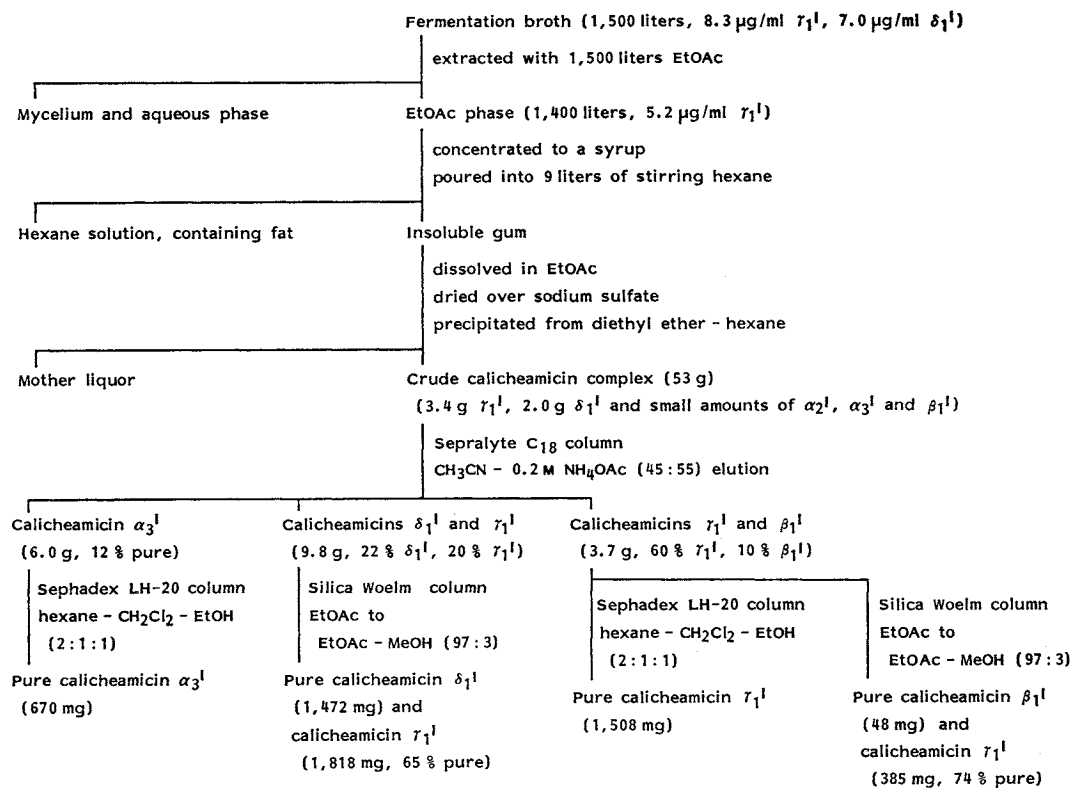 Fermentation broth (1,500 liters, 8.3 μg/ml γ₁ᴵ, 7.0 μg/ml δ₁ᴵ)
extracted with 1,500 liters EtOAc
Mycelium and aqueous phase
EtOAc phase (1,400 liters, 5.2 μg/ml γ₁ᴵ)
concentrated to a syrup
poured into 9 liters of stirring hexane
Hexane solution, containing fat
Insoluble gum
dissolved in EtOAc
dried over sodium sulfate
precipitated from diethyl ether - hexane
Mother liquor
Crude calicheamicin complex (53 g)
(3.4 g γ₁ᴵ, 2.0 g δ₁ᴵ and small amounts of α₂ᴵ, α₃ᴵ and β₁ᴵ)
Sepralyte C₁₈ column
CH₃CN - 0.2 M NH₄OAc (45:55) elution
Calicheamicin α₃ᴵ
(6.0 g, 12 % pure)
Sephadex LH-20 column
hexane - CH₂Cl₂ - EtOH
(2:1:1)
Pure calicheamicin α₃ᴵ
(670 mg)
Calicheamicins δ₁ᴵ and γ₁ᴵ
(9.8 g, 22 % δ₁ᴵ, 20 % γ₁ᴵ)
Silica Woelm column
EtOAc to
EtOAc - MeOH (97:3)
Pure calicheamicin δ₁ᴵ
(1,472 mg) and
calicheamicin γ₁ᴵ
(1,818 mg, 65 % pure)
Calicheamicins γ₁ᴵ and β₁ᴵ
(3.7 g, 60 % γ₁ᴵ, 10 % β₁ᴵ)
Sephadex LH-20 column
hexane - CH₂Cl₂ - EtOH
(2:1:1)
Pure calicheamicin γ₁ᴵ
(1,508 mg)
Silica Woelm column
EtOAc to
EtOAc - MeOH (97:3)
Pure calicheamicin β₁ᴵ
(48 mg) and
calicheamicin γ₁ᴵ
(385 mg, 74 % pure)